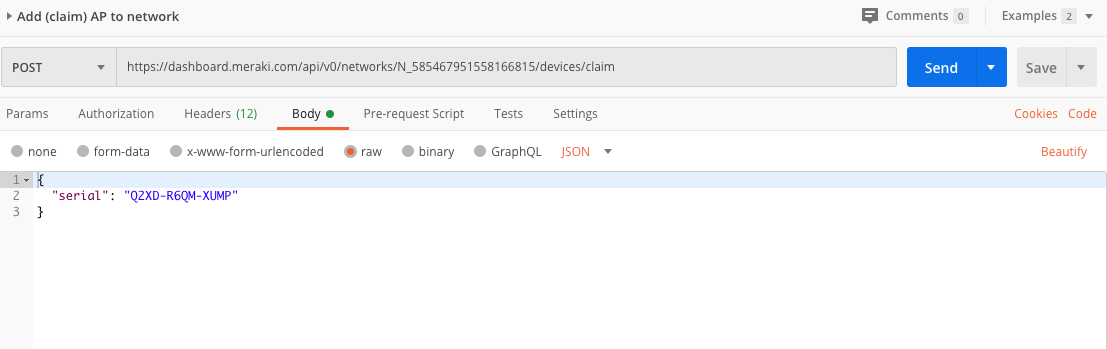 Add (claim) AP to network Comments 0 Examples 2
POST https://dashboard.meraki.com/api/v0/networks/N_585467951558166815/devices/claim Send Save
Params Authorization Headers (12) Body Pre-request Script Tests Settings Cookies Code
none form-data x-www-form-urlencoded raw binary GraphQL JSON Beautify
1 {
2 "serial": "Q2XD-R6QM-XUMP"
3 }